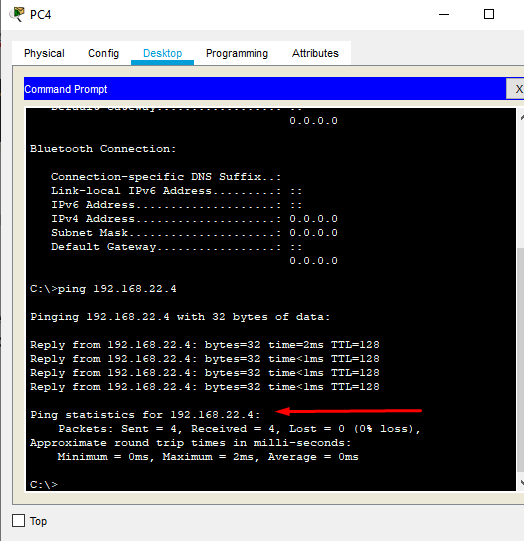 PC4
Physical Config Desktop Programming Attributes
Command Prompt
X
Default Gateway.................: ::
0.0.0.0
Bluetooth Connection:
Connection-specific DNS Suffix..:
Link-local IPv6 Address.........: ::
IPv6 Address....................: ::
IPv4 Address....................: 0.0.0.0
Subnet Mask.....................: 0.0.0.0
Default Gateway.................: ::
0.0.0.0
C:\>ping 192.168.22.4
Pinging 192.168.22.4 with 32 bytes of data:
Reply from 192.168.22.4: bytes=32 time=2ms TTL=128
Reply from 192.168.22.4: bytes=32 time<1ms TTL=128
Reply from 192.168.22.4: bytes=32 time<1ms TTL=128
Reply from 192.168.22.4: bytes=32 time<1ms TTL=128
Ping statistics for 192.168.22.4:
Packets: Sent = 4, Received = 4, Lost = 0 (0% loss),
Approximate round trip times in milli-seconds:
Minimum = 0ms, Maximum = 2ms, Average = 0ms
C:\>
Top